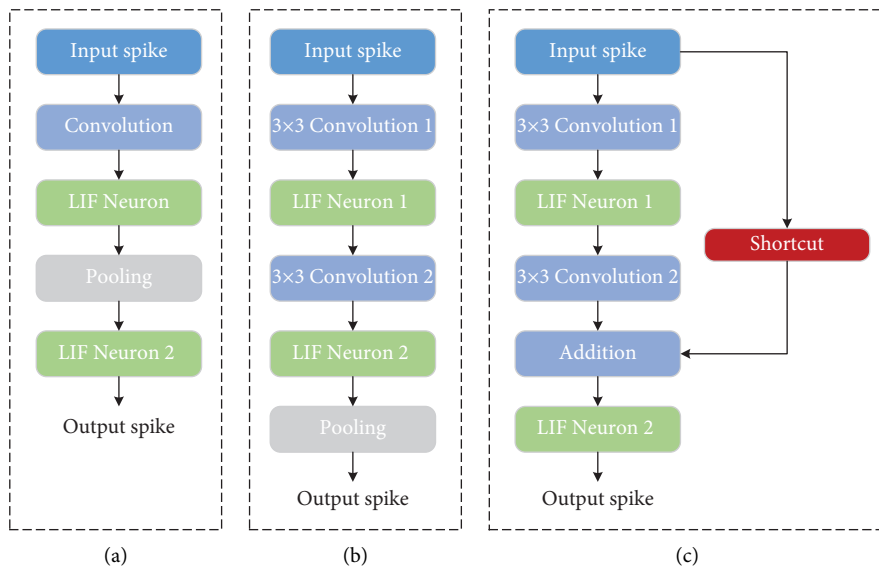 Input spike
Convolution
LIF Neuron
Pooling
LIF Neuron 2
Output spike
(a)
Input spike
3×3 Convolution 1
LIF Neuron 1
3×3 Convolution 2
LIF Neuron 2
Pooling
Output spike
(b)
Input spike
3×3 Convolution 1
LIF Neuron 1
3×3 Convolution 2
Addition
LIF Neuron 2
Output spike
Shortcut
(c)